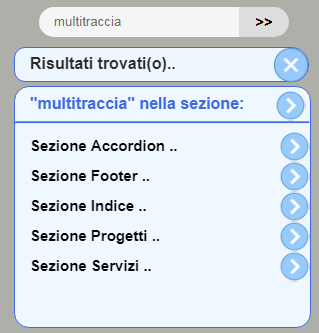 multitraccia >>
Risultati trovati(o)..
"multitraccia" nella sezione:
Sezione Accordion ..
Sezione Footer ..
Sezione Indice ..
Sezione Progetti ..
Sezione Servizi ..